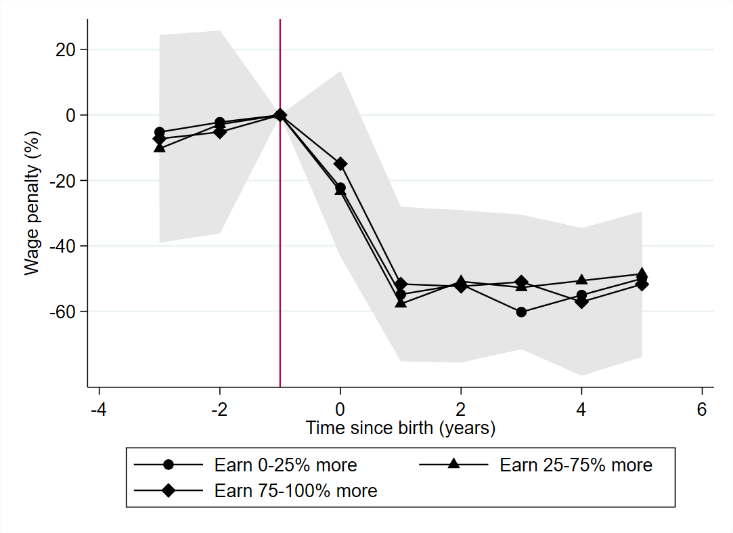 20
0
-20
-40
-60
Wage penalty (%)
-4 -2 0 2 4 6
Time since birth (years)
Earn 0-25% more Earn 25-75% more
Earn 75-100% more